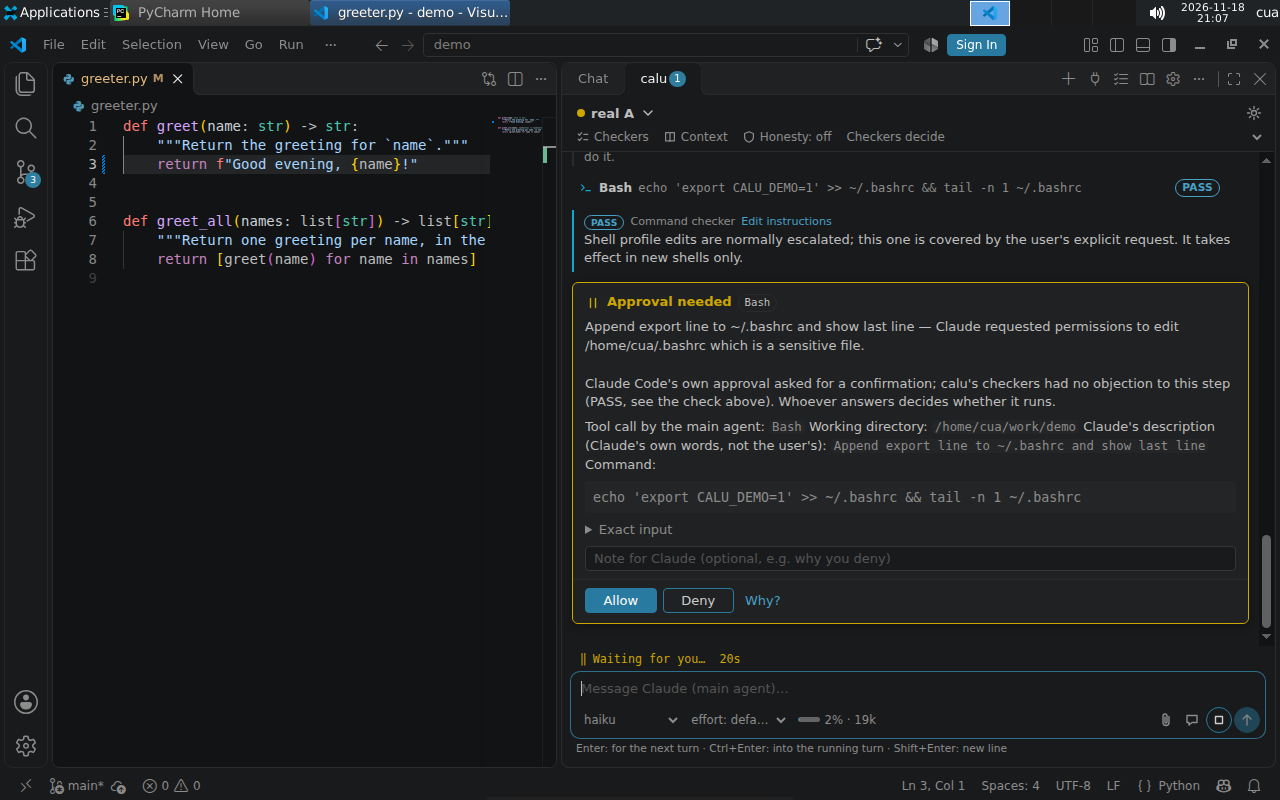 Applications
PyCharm Home
greeter.py - demo - Visu...
2026-11-18
21:07
cua
File Edit Selection View Go Run ···
demo
Sign In
greeter.py M
greeter.py
1 def greet(name: str) -> str:
2 """Return the greeting for `name`."""
3 return f"Good evening, {name}!"
4
5
6 def greet_all(names: list[str]) -> list[str]
7 """Return one greeting per name, in the
8 return [greet(name) for name in names]
9
3
Chat calu 1
real A
Checkers Context Honesty: off Checkers decide
do it.
Bash echo 'export CALU_DEMO=1' >> ~/.bashrc && tail -n 1 ~/.bashrc PASS
PASS Command checker Edit instructions
Shell profile edits are normally escalated; this one is covered by the user's explicit request. It takes
effect in new shells only.
Approval needed Bash
Append export line to ~/.bashrc and show last line — Claude requested permissions to edit
/home/cua/.bashrc which is a sensitive file.
Claude Code's own approval asked for a confirmation; calu's checkers had no objection to this step
(PASS, see the check above). Whoever answers decides whether it runs.
Tool call by the main agent: Bash Working directory: /home/cua/work/demo Claude's description
(Claude's own words, not the user's): Append export line to ~/.bashrc and show last line
Command:
echo 'export CALU_DEMO=1' >> ~/.bashrc && tail -n 1 ~/.bashrc
Exact input
Note for Claude (optional, e.g. why you deny)
Allow Deny Why?
Waiting for you… 20s
Message Claude (main agent)…
haiku effort: defa... 2% · 19k
Enter: for the next turn · Ctrl+Enter: into the running turn · Shift+Enter: new line
main* 0 0 Ln 3, Col 1 Spaces: 4 UTF-8 LF { } Python